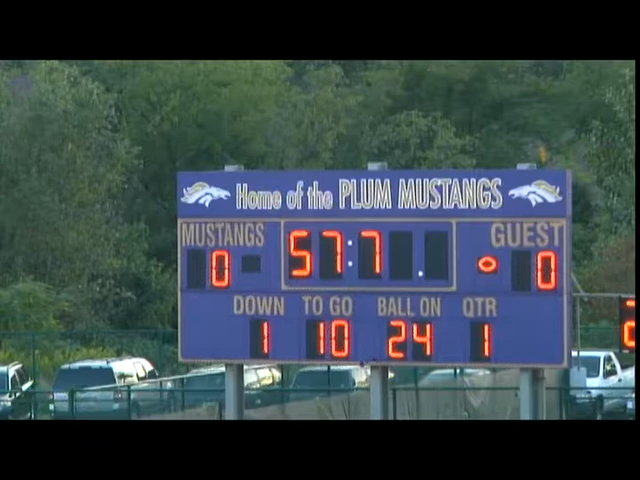 Home of the PLUM MUSTANGS
MUSTANGS 57:7 : . GUEST
0 0
DOWN TO GO BALL ON QTR
1 10 24 1